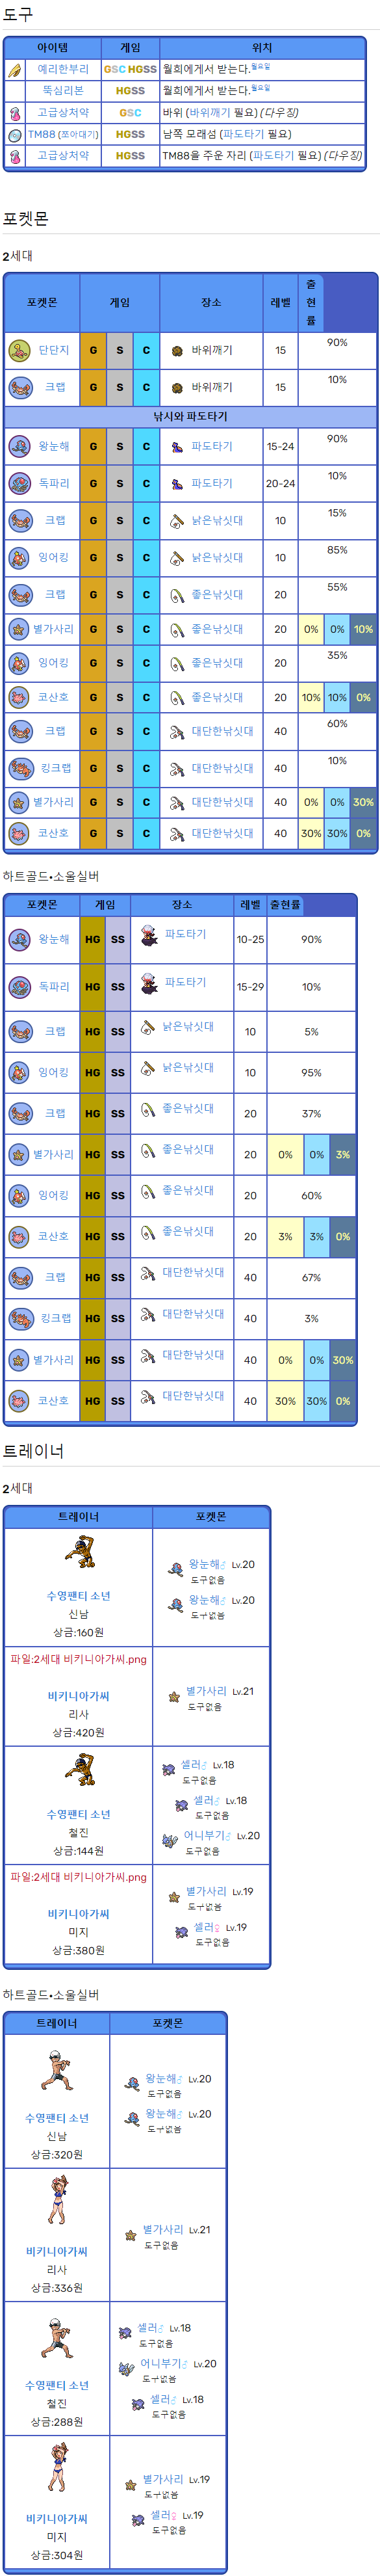 도구
아이템 게임 위치
예리한부리 GSC HGSS 월희에게서 받는다.월요일
뚝심리본 HGSS 월희에게서 받는다.월요일
고급상처약 GSC 바위 (바위깨기 필요) (다우징)
TM88 (쪼아대기) HGSS 남쪽 모래섬 (파도타기 필요)
고급상처약 HGSS TM88을 주운 자리 (파도타기 필요) (다우징)
포켓몬
2세대
포켓몬 게임 장소 레벨 출현률
단단지 G S C 바위깨기 15 90%
크랩 G S C 바위깨기 15 10%
낚시와 파도타기
왕눈해 G S C 파도타기 15-24 90%
독파리 G S C 파도타기 20-24 10%
크랩 G S C 낡은낚싯대 10 15%
잉어킹 G S C 낡은낚싯대 10 85%
크랩 G S C 좋은낚싯대 20 55%
별가사리 G S C 좋은낚싯대 20 0% 0% 10%
잉어킹 G S C 좋은낚싯대 20 35%
코산호 G S C 좋은낚싯대 20 10% 10% 0%
크랩 G S C 대단한낚싯대 40 60%
킹크랩 G S C 대단한낚싯대 40 10%
별가사리 G S C 대단한낚싯대 40 0% 0% 30%
코산호 G S C 대단한낚싯대 40 30% 30% 0%
하트골드•소울실버
포켓몬 게임 장소 레벨 출현률
왕눈해 HG SS 파도타기 10-25 90%
독파리 HG SS 파도타기 15-29 10%
크랩 HG SS 낡은낚싯대 10 5%
잉어킹 HG SS 낡은낚싯대 10 95%
크랩 HG SS 좋은낚싯대 20 37%
별가사리 HG SS 좋은낚싯대 20 0% 0% 3%
잉어킹 HG SS 좋은낚싯대 20 60%
코산호 HG SS 좋은낚싯대 20 3% 3% 0%
크랩 HG SS 대단한낚싯대 40 67%
킹크랩 HG SS 대단한낚싯대 40 3%
별가사리 HG SS 대단한낚싯대 40 0% 0% 30%
코산호 HG SS 대단한낚싯대 40 30% 30% 0%
트레이너
2세대
트레이너 포켓몬
수영팬티 소년
신남
상금:160원
왕눈해♂ Lv.20
도구없음
왕눈해♂ Lv.20
도구없음
파일:2세대 비키니아가씨.png
비키니아가씨
리사
상금:420원
별가사리 Lv.21
도구없음
수영팬티 소년
철진
상금:144원
셀러♂ Lv.18
도구없음
셀러♂ Lv.18
도구없음
어니부기♂ Lv.20
도구없음
파일:2세대 비키니아가씨.png
비키니아가씨
미지
상금:380원
별가사리 Lv.19
도구없음
셀러♀ Lv.19
도구없음
하트골드•소울실버
트레이너 포켓몬
수영팬티 소년
신남
상금:320원
왕눈해♂ Lv.20
도구없음
왕눈해♂ Lv.20
도구없음
비키니아가씨
리사
상금:336원
별가사리 Lv.21
도구없음
수영팬티 소년
철진
상금:288원
셀러♂ Lv.18
도구없음
어니부기♂ Lv.20
도구없음
셀러♂ Lv.18
도구없음
비키니아가씨
미지
상금:304원
별가사리 Lv.19
도구없음
셀러♀ Lv.19
도구없음